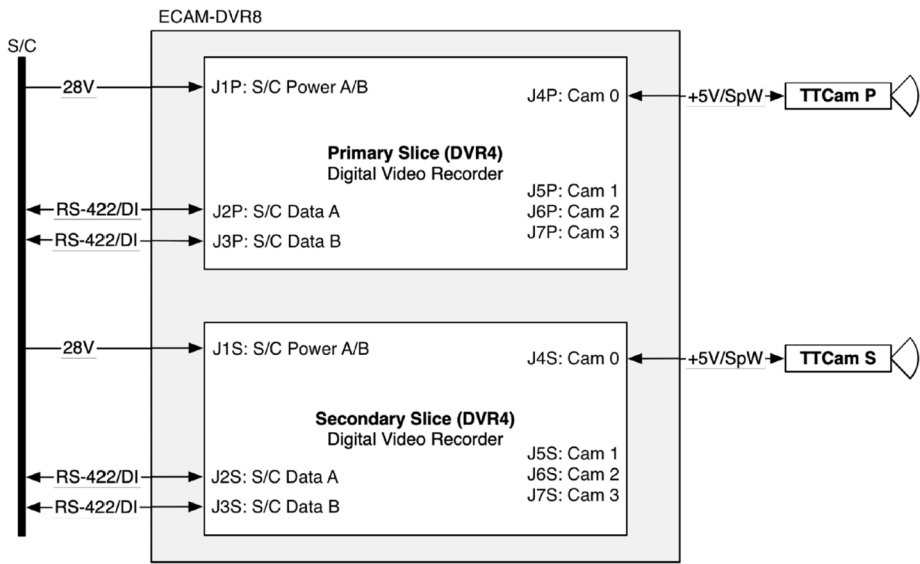 ECAM-DVR8
S/C
28V
J1P: S/C Power A/B
J4P: Cam 0
+5V/SpW
TTCam P
Primary Slice (DVR4)
Digital Video Recorder
J5P: Cam 1
RS-422/DI
J2P: S/C Data A
J6P: Cam 2
RS-422/DI
J3P: S/C Data B
J7P: Cam 3
28V
J1S: S/C Power A/B
J4S: Cam 0
+5V/SpW
TTCam S
Secondary Slice (DVR4)
Digital Video Recorder
J5S: Cam 1
RS-422/DI
J2S: S/C Data A
J6S: Cam 2
J7S: Cam 3
RS-422/DI
J3S: S/C Data B